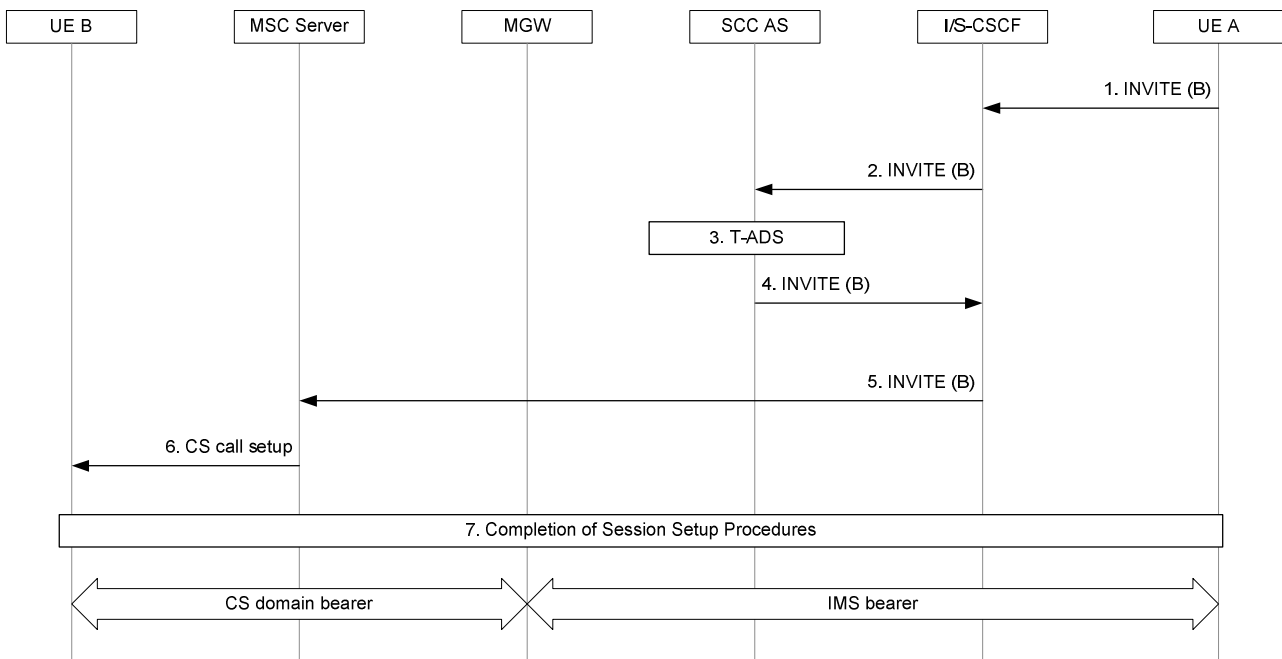 UE B
MSC Server
MGW
SCC AS
I/S-CSCF
UE A
1. INVITE (B)
2. INVITE (B)
3. T-ADS
4. INVITE (B)
5. INVITE (B)
6. CS call setup
7. Completion of Session Setup Procedures
CS domain bearer
IMS bearer